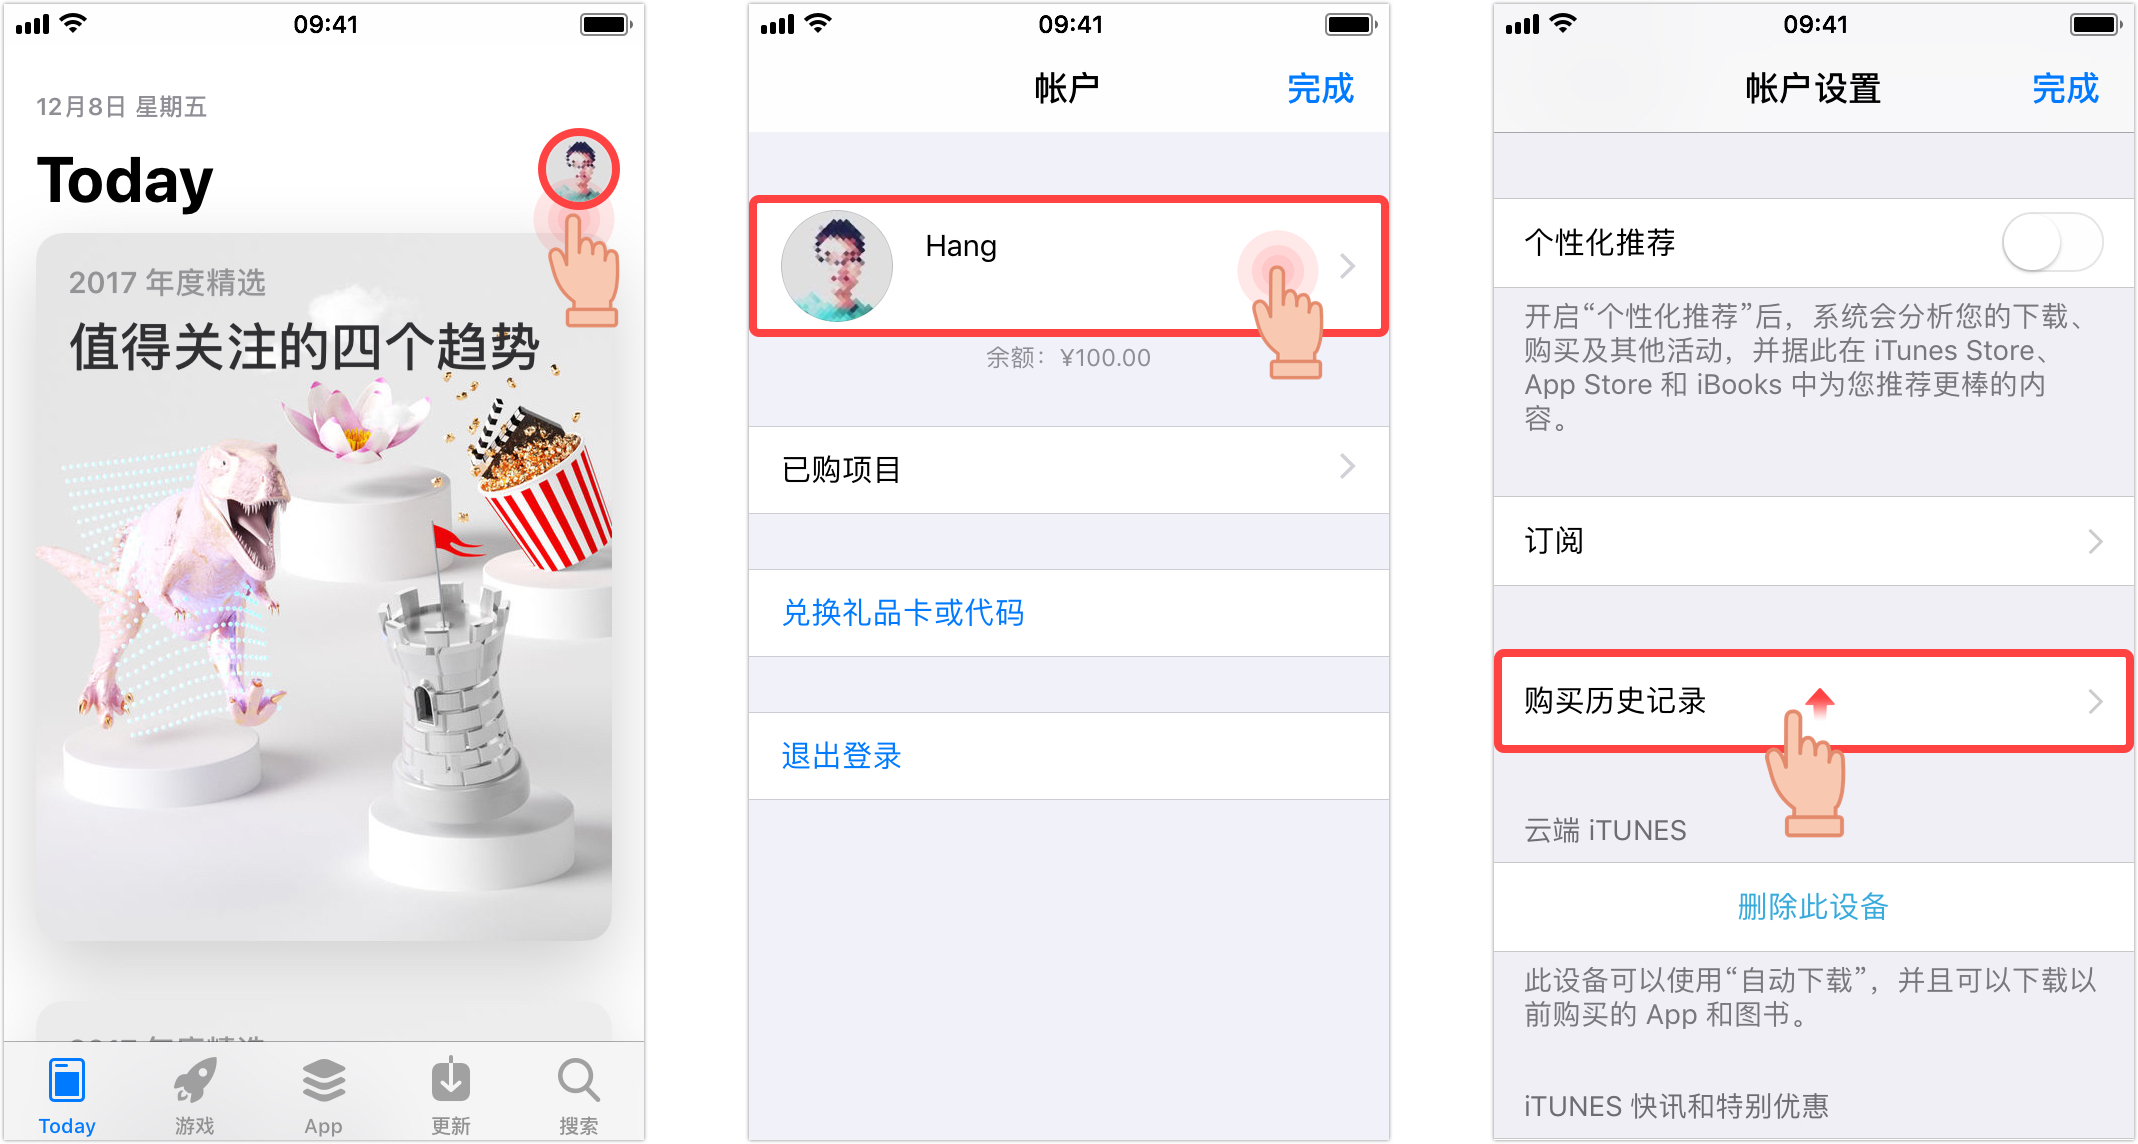 09:41
12月8日 星期五
Today
2017 年度精选
值得关注的四个趋势
2017 年度精选
Today
游戏
App
更新
搜索
09:41
帐户
完成
Hang
余额：¥100.00
已购项目
兑换礼品卡或代码
退出登录
09:41
帐户设置
完成
个性化推荐
开启“个性化推荐”后，系统会分析您的下载、
购买及其他活动，并据此在 iTunes Store、
App Store 和 iBooks 中为您推荐更棒的内
容。
订阅
购买历史记录
云端 iTUNES
删除此设备
此设备可以使用“自动下载”，并且可以下载以
前购买的 App 和图书。
iTUNES 快讯和特别优惠